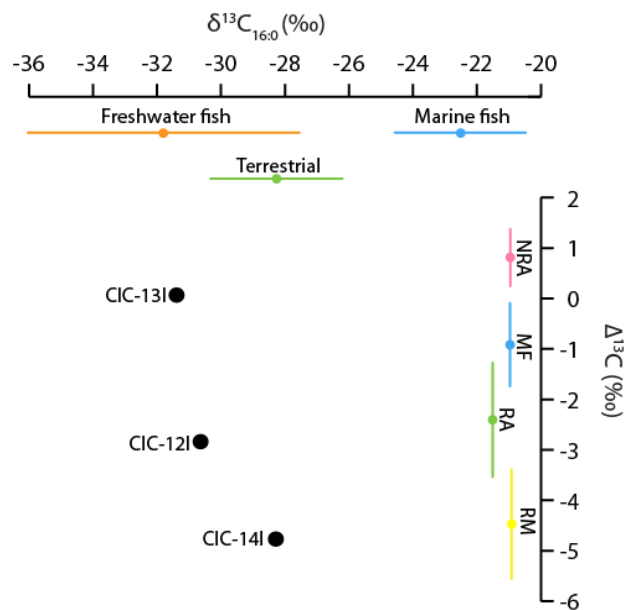 δ¹³C₁₆:₀ (‰)
-36 -34 -32 -30 -28 -26 -24 -22 -20
Freshwater fish Marine fish
Terrestrial
2
1
0
-1
-2
-3
-4
-5
-6
Δ¹³C (‰)
NRA
MF
RA
RM
CIC-13I
CIC-12I
CIC-14I